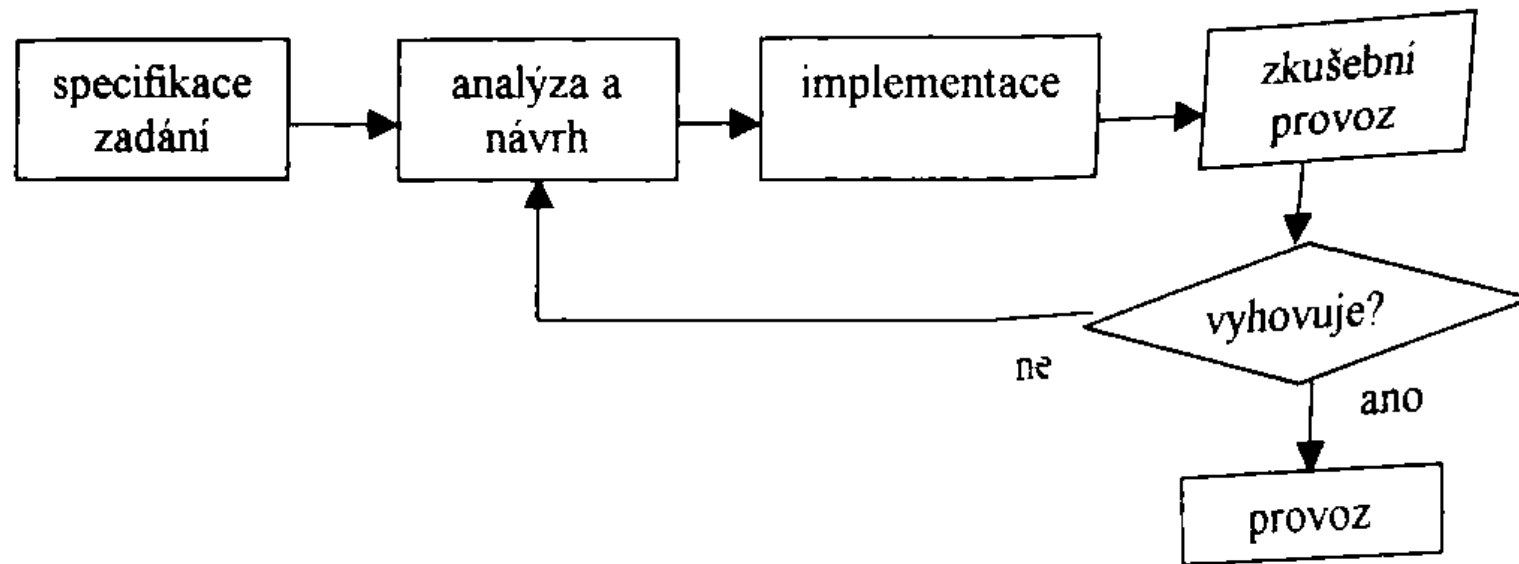 specifikace
zadání
analýza a
návrh
implementace
zkušební
provoz
vyhovuje?
ne
ano
provoz